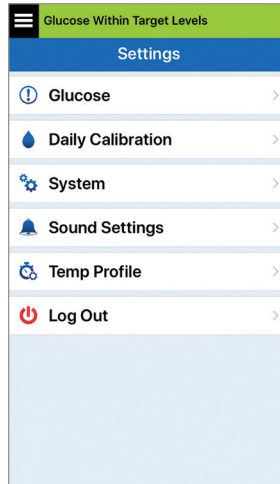 Glucose Within Target Levels
Settings
Glucose
Daily Calibration
System
Sound Settings
Temp Profile
Log Out